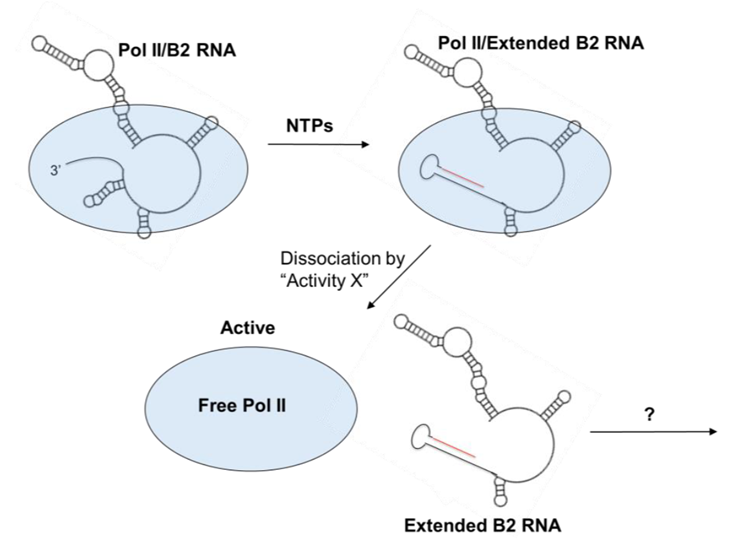 Pol II/B2 RNA
Pol II/Extended B2 RNA
NTPs
3'
Dissociation by
“Activity X”
Active
Free Pol II
?
Extended B2 RNA